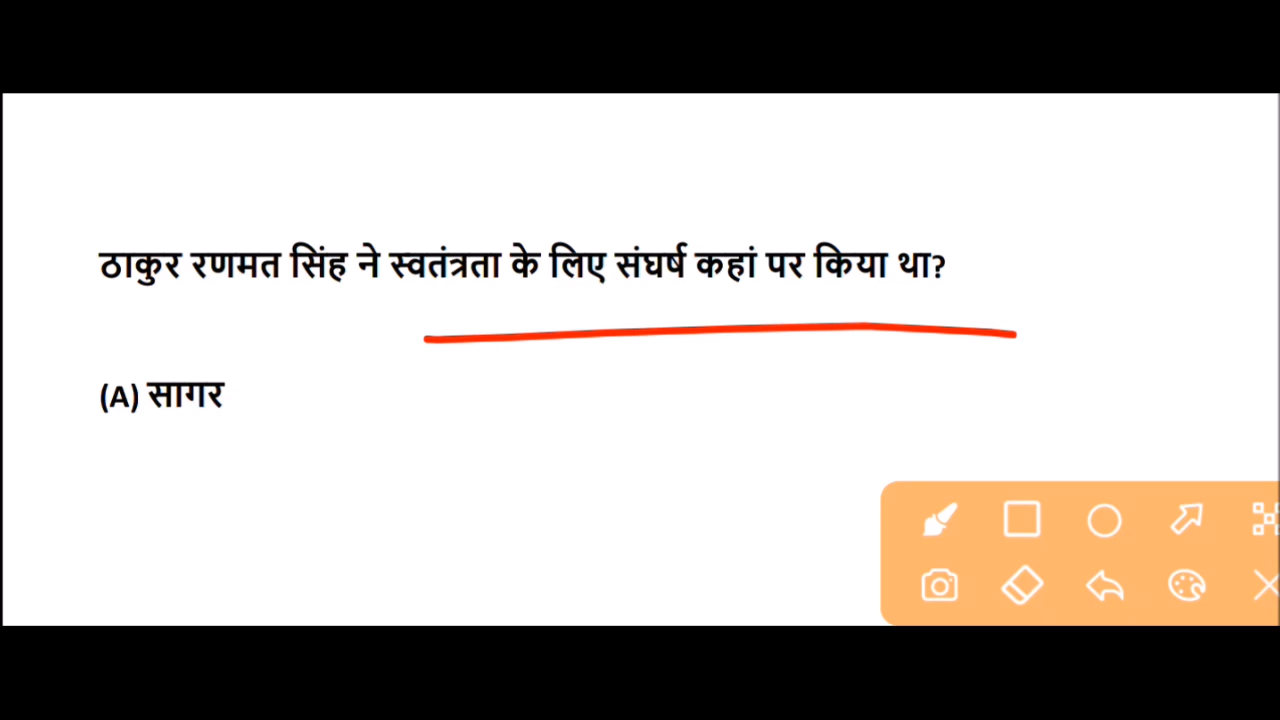 ठाकुर रणमत सिंह ने स्वतंत्रता के लिए संघर्ष कहां पर किया था?
(A) सागर